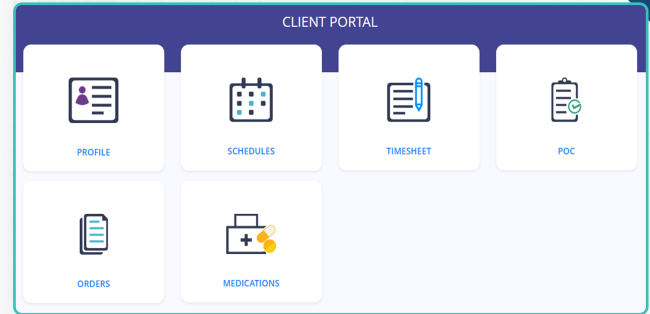 CLIENT PORTAL
PROFILE
SCHEDULES
TIMESHEET
POC
ORDERS
MEDICATIONS